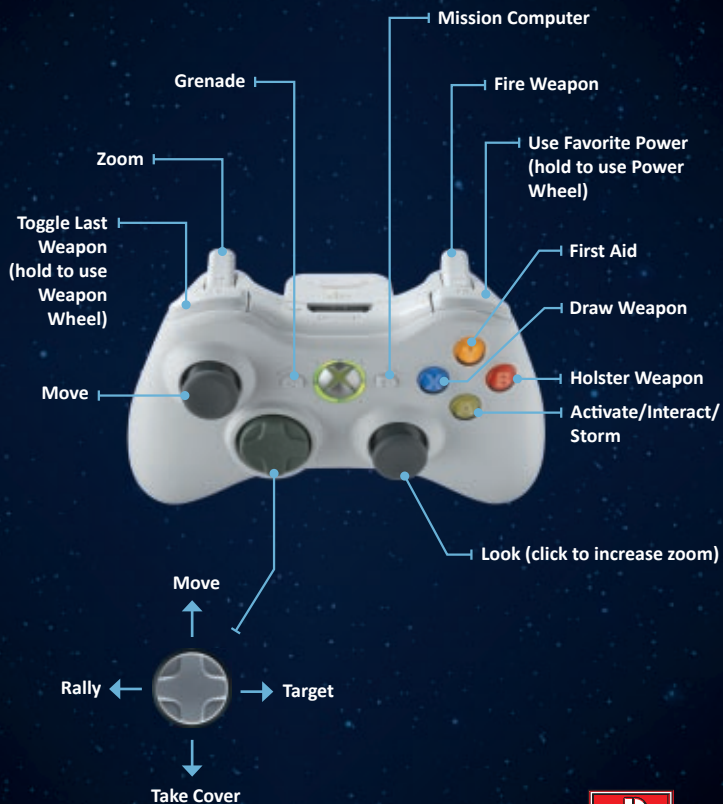 Mission Computer
Grenade
Fire Weapon
Zoom
Use Favorite Power
(hold to use Power
Wheel)
Toggle Last
Weapon
(hold to use
Weapon
Wheel)
First Aid
Draw Weapon
Move
Holster Weapon
Activate/Interact/
Storm
Y
X
B
A
Look (click to increase zoom)
Move
Rally
Target
Take Cover